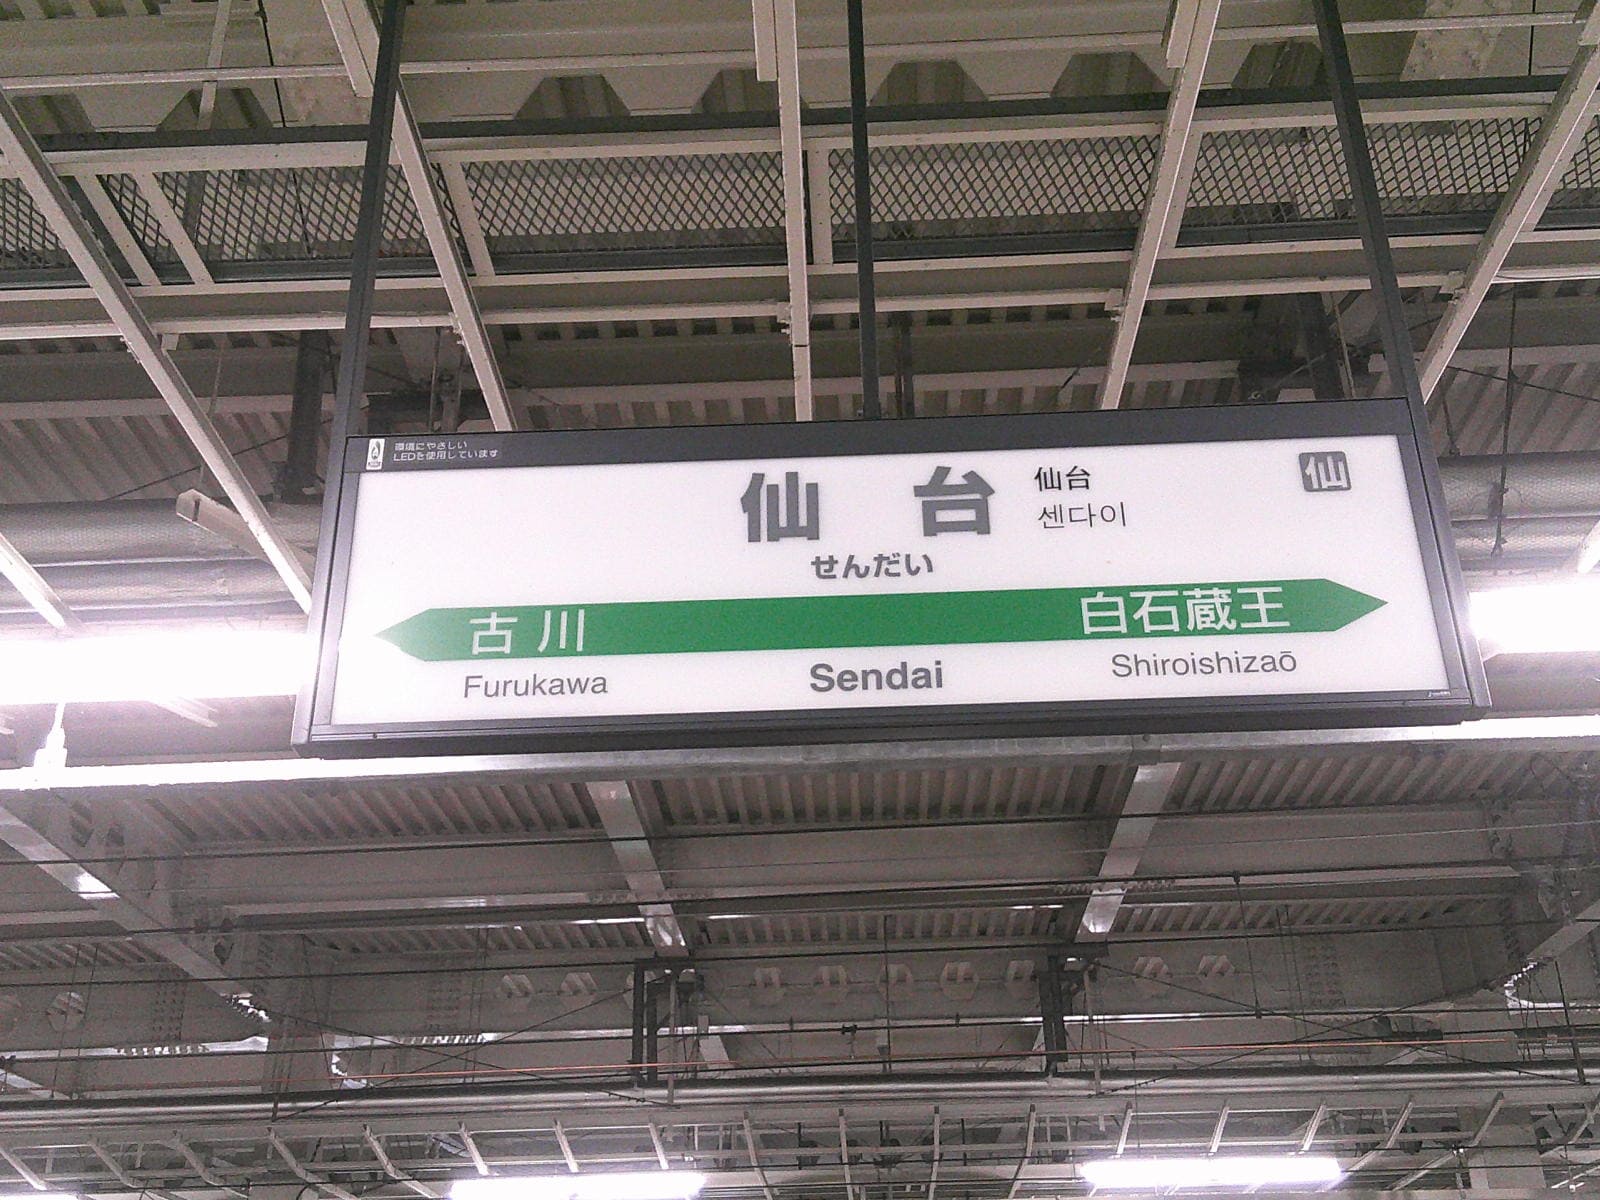 環境にやさしい
LEDを使用しています
仙台
仙台
센다이
仙
せんだい
古川
白石蔵王
Furukawa
Sendai
Shiroishizaō